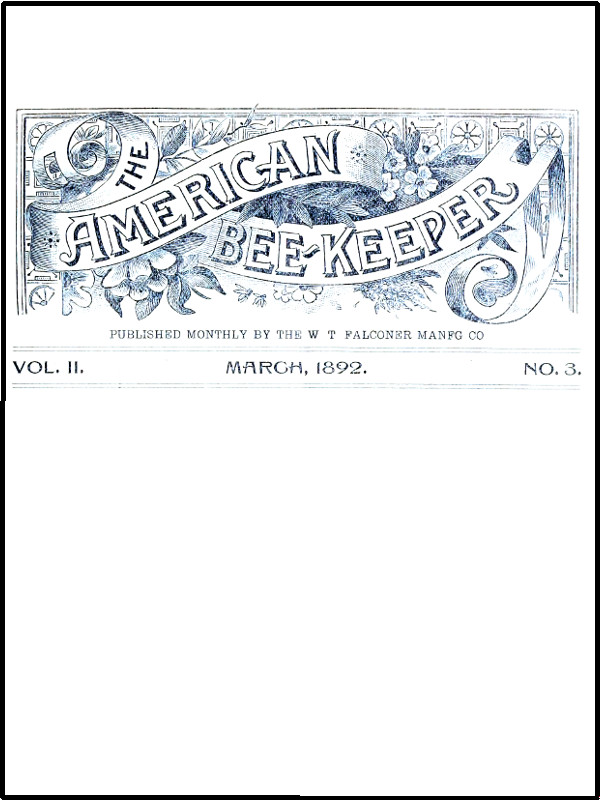 THE
AMERICAN
BEE-KEEPER
PUBLISHED MONTHLY BY THE W T FALCONER MANFG CO
VOL. II. MARCH, 1892. NO. 3.